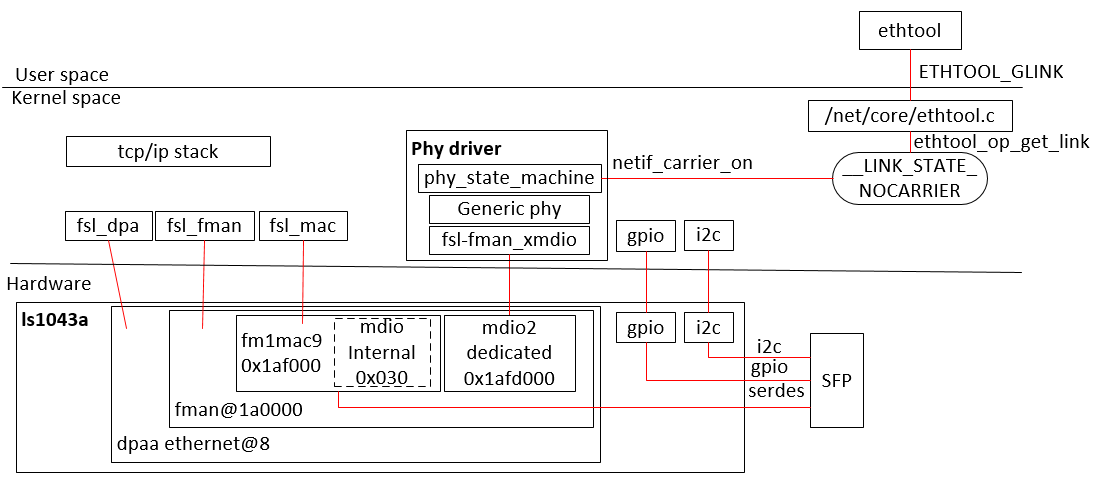 ethtool
User space
ETHTOOL_GLINK
Kernel space
/net/core/ethtool.c
ethtool_op_get_link
tcp/ip stack
Phy driver
netif_carrier_on
phy_state_machine
__LINK_STATE_
NOCARRIER
Generic phy
fsl_dpa
fsl_fman
fsl_mac
fsl-fman_xmdio
gpio
i2c
Hardware
ls1043a
fm1mac9
0x1af000
mdio
Internal
0x030
mdio2
dedicated
0x1afd000
gpio
i2c
i2c
gpio
serdes
SFP
fman@1a0000
dpaa ethernet@8